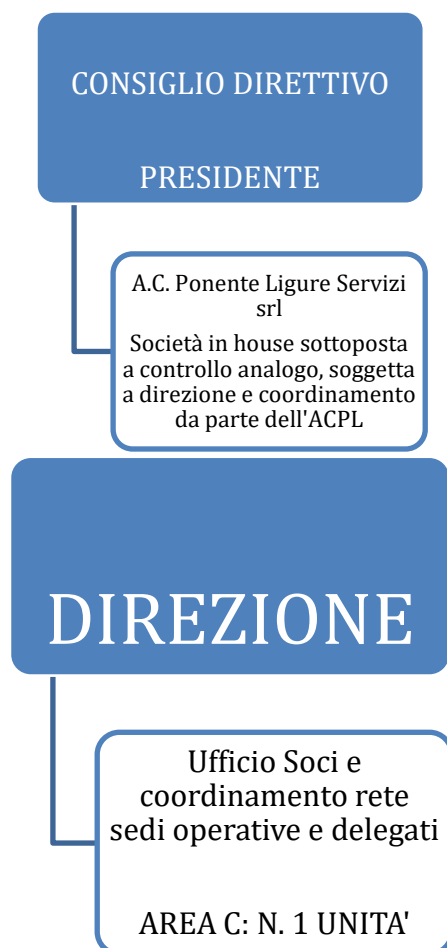 CONSIGLIO DIRETTIVO
PRESIDENTE
A.C. Ponente Ligure Servizi
srl
Società in house sottoposta
a controllo analogo, soggetta
a direzione e coordinamento
da parte dell'ACPL
DIREZIONE
Ufficio Soci e
coordinamento rete
sedi operative e delegati
AREA C: N. 1 UNITA'